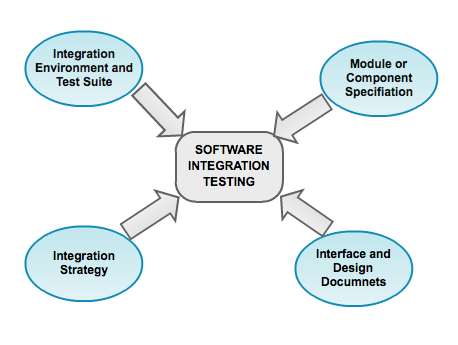 Integration
Environment and
Test Suite
Module or
Component
Specifiation
SOFTWARE
INTEGRATION
TESTING
Integration
Strategy
Interface and
Design
Documnets